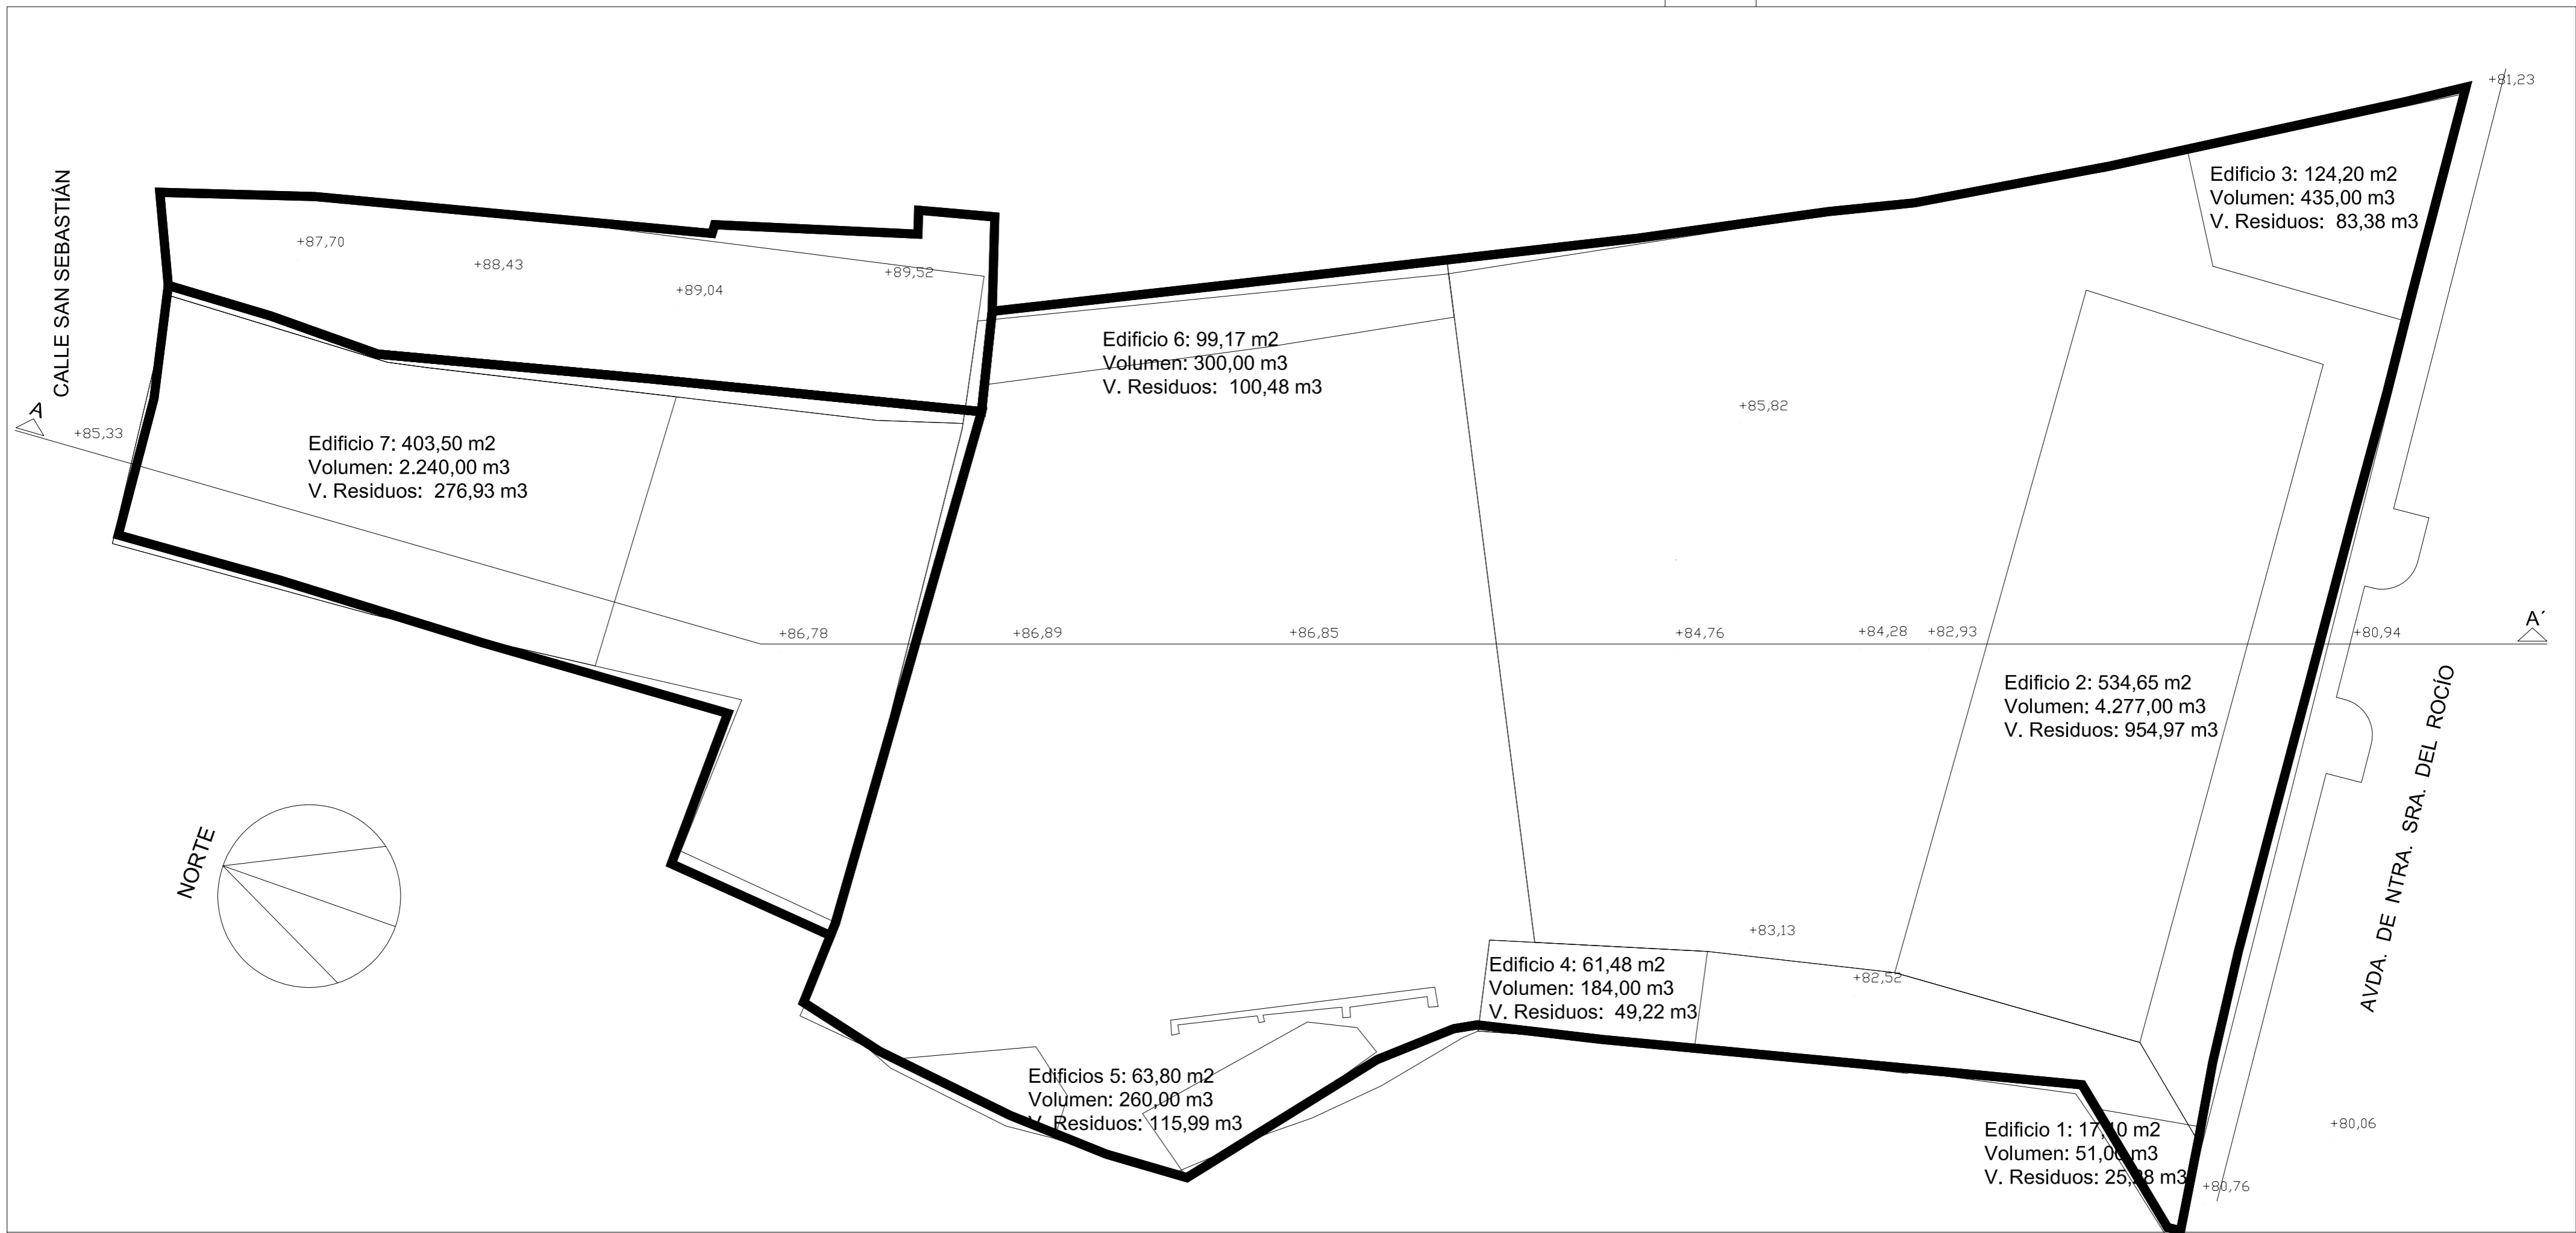 +81,23
Edificio 3: 124,20 m2
Volumen: 435,00 m3
V. Residuos: 83,38 m3
CALLE SAN SEBASTIÁN
+87,70
+88,43
+89,04
+89,52
Edificio 6: 99,17 m2
Volumen: 300,00 m3
V. Residuos: 100,48 m3
+85,82
A
+85,33
Edificio 7: 403,50 m2
Volumen: 2.240,00 m3
V. Residuos: 276,93 m3
+86,78
+86,89
+86,85
+84,76
+84,28
+82,93
+80,94
A´
Edificio 2: 534,65 m2
Volumen: 4.277,00 m3
V. Residuos: 954,97 m3
AVDA. DE NTRA. SRA. DEL ROCÍO
NORTE
+83,13
Edificio 4: 61,48 m2
Volumen: 184,00 m3
V. Residuos: 49,22 m3
+82,52
Edificios 5: 63,80 m2
Volumen: 260,00 m3
V. Residuos: 115,99 m3
Edificio 1: 17,10 m2
Volumen: 51,00 m3
V. Residuos: m3
+80,06
+80,76